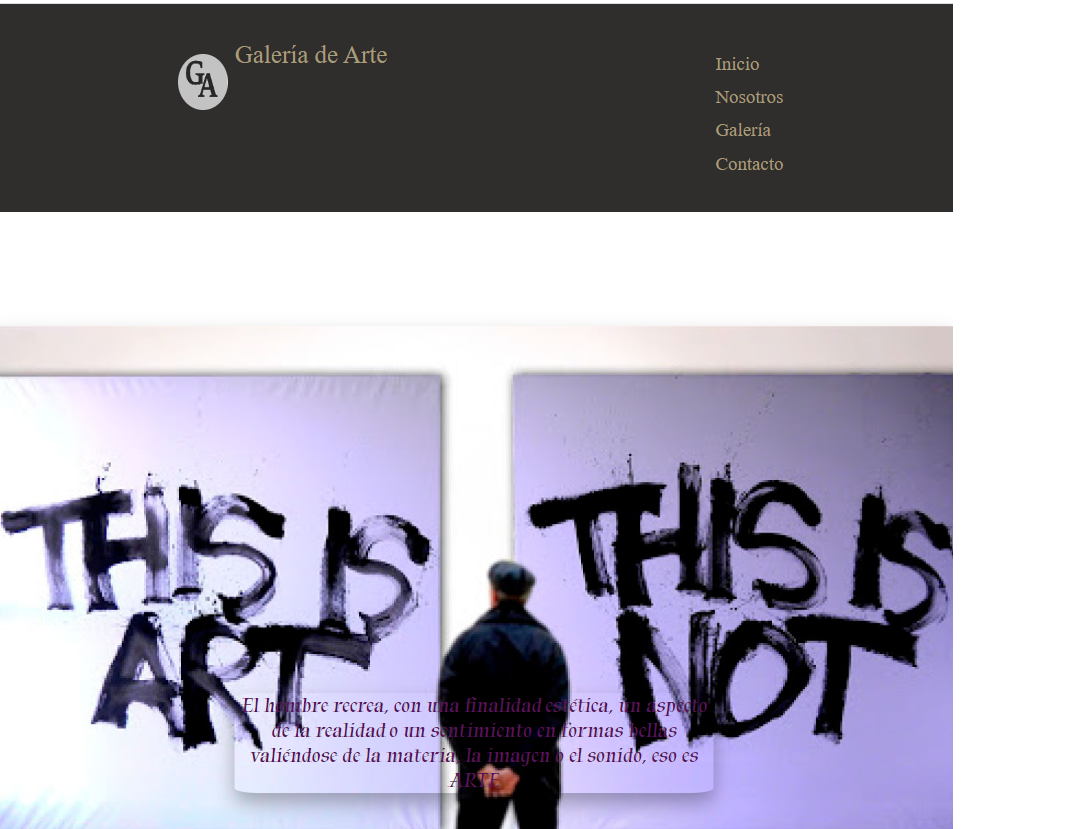 GA
Galería de Arte
Inicio
Nosotros
Galería
Contacto
THIS IS
ART
THIS IS
NOT
El hombre recrea, con una finalidad estética, un aspecto
de la realidad o un sentimiento en formas bellas
valiéndose de la materia, la imagen o el sonido, eso es
ARTE